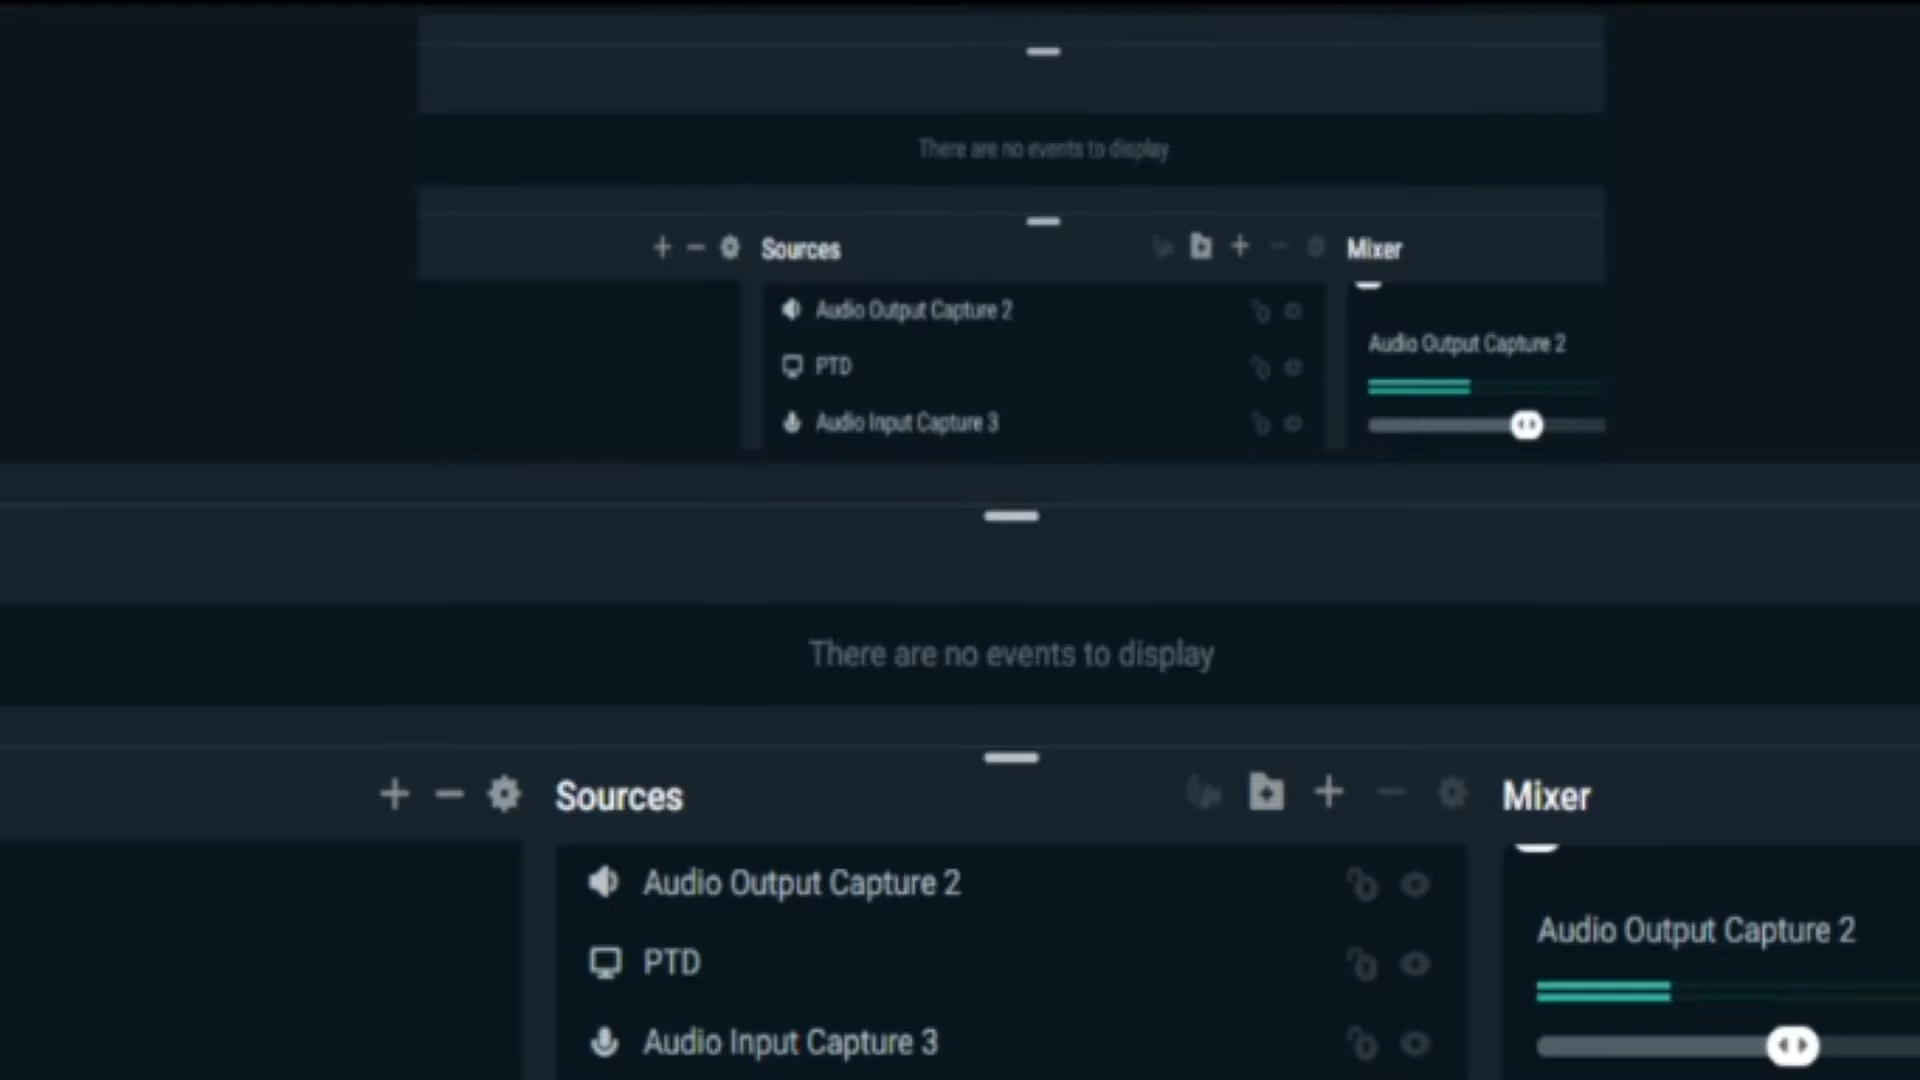 There are no events to display
Sources
Mixer
Audio Output Capture 2
Audio Output Capture 2
PTD
Audio Input Capture 3
There are no events to display
Sources
Mixer
Audio Output Capture 2
Audio Output Capture 2
PTD
Audio Input Capture 3